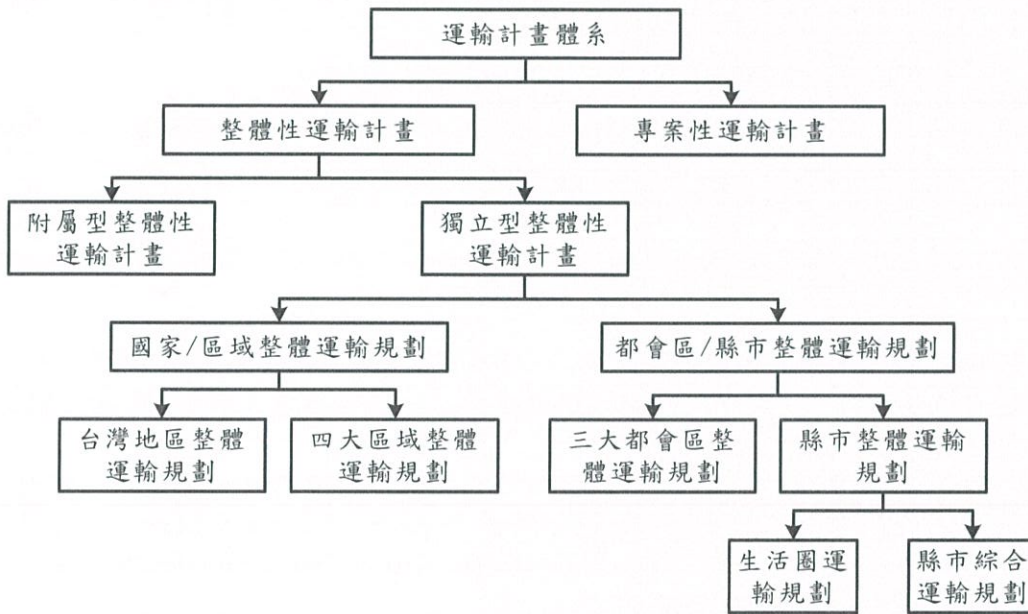 運輸計畫體系
整體性運輸計畫
專案性運輸計畫
附屬型整體性
運輸計畫
獨立型整體性
運輸計畫
國家/區域整體運輸規劃
都會區/縣市整體運輸規劃
台灣地區整體
運輸規劃
四大區域整體
運輸規劃
三大都會區整
體運輸規劃
縣市整體運輸
規劃
生活圈運
輸規劃
縣市綜合
運輸規劃